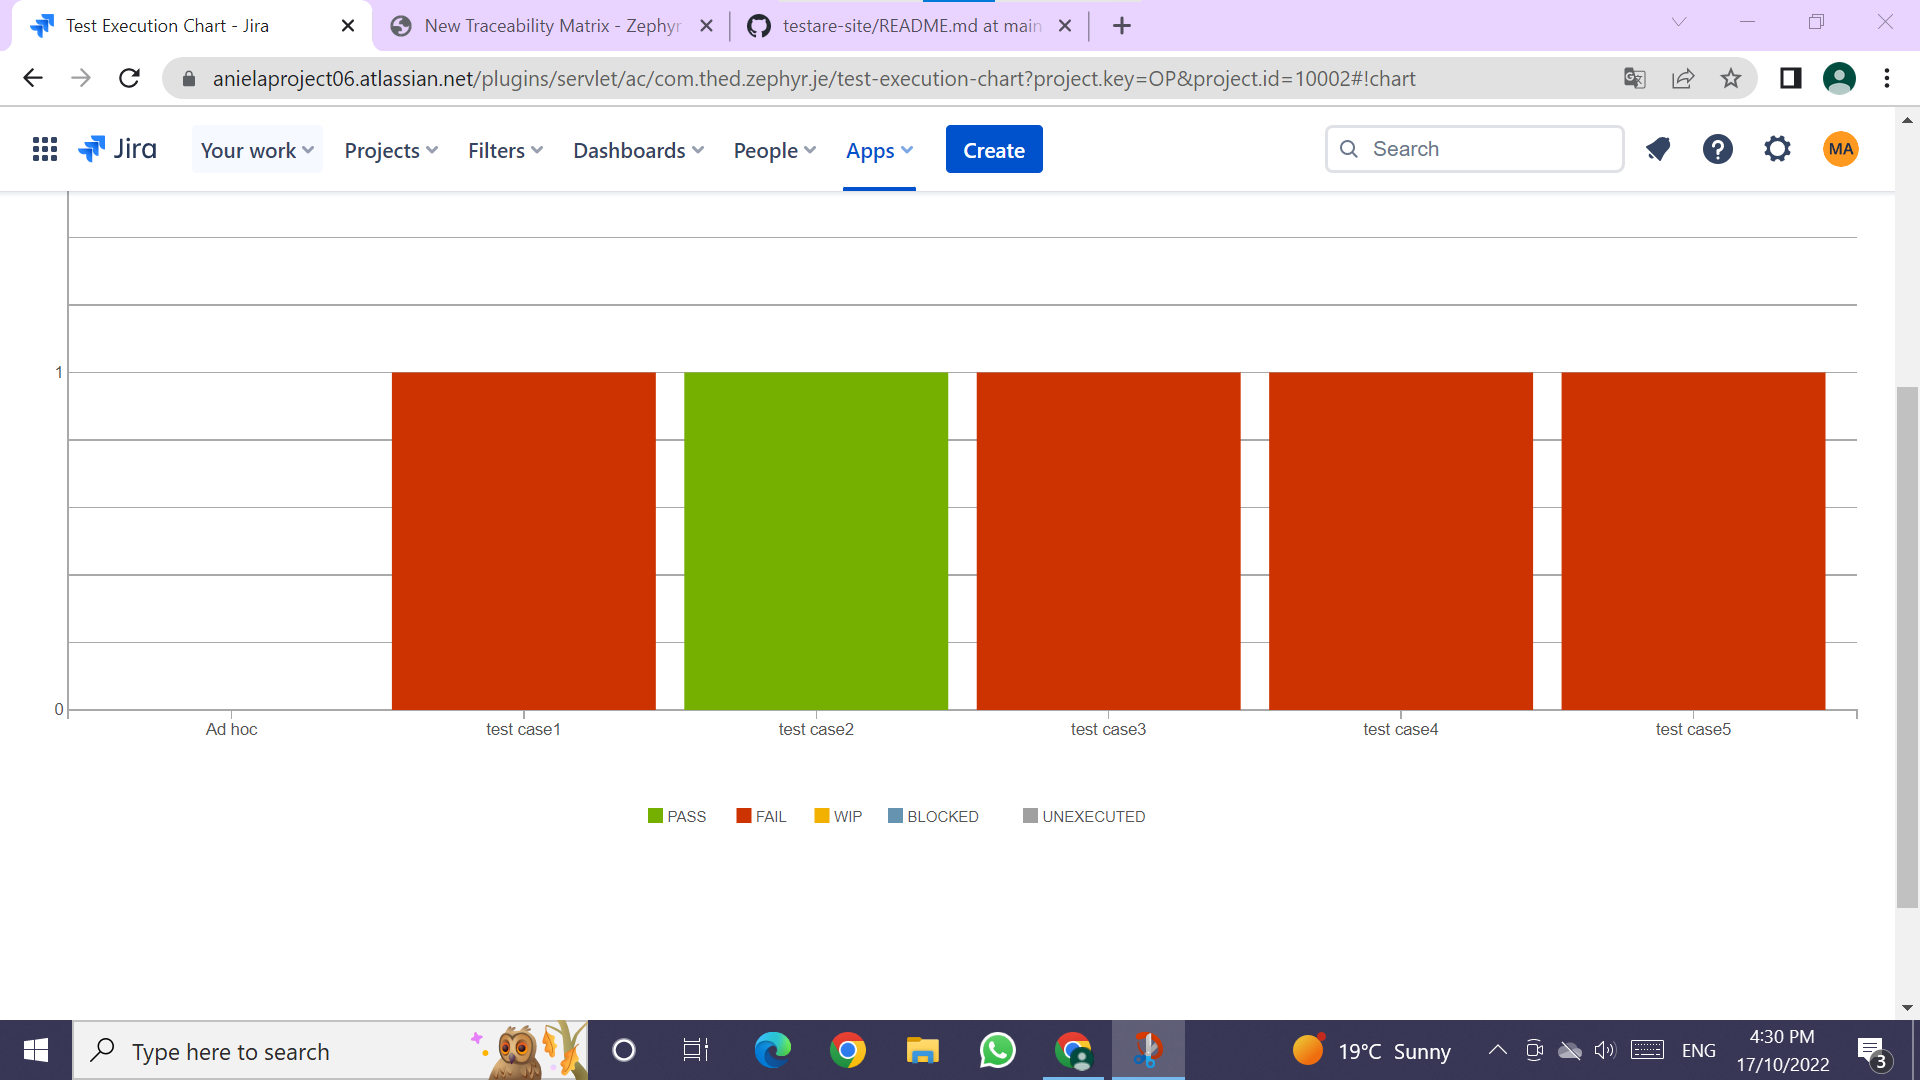 Test Execution Chart - Jira
New Traceability Matrix - Zephyr
testare-site/README.md at main
anielaproject06.atlassian.net/plugins/servlet/ac/com.thed.zephyr.je/test-execution-chart?project.key=OP&project.id=10002#!chart
Jira Your work Projects Filters Dashboards People Apps Create Search MA
1
0
Ad hoc test case1 test case2 test case3 test case4 test case5
PASS FAIL WIP BLOCKED UNEXECUTED
Type here to search
19°C Sunny
ENG
4:30 PM
17/10/2022
3